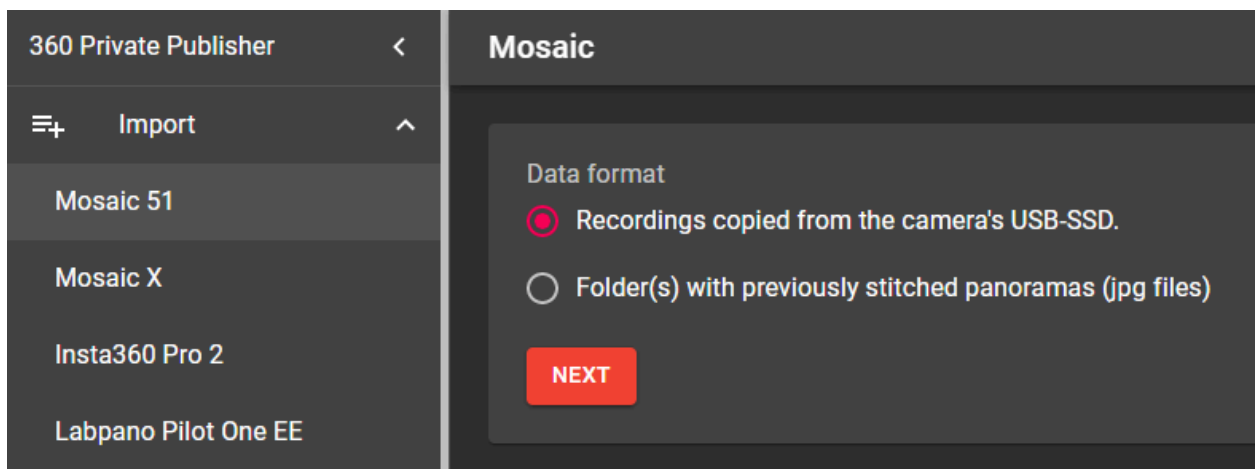 360 Private Publisher
Import
Mosaic 51
Mosaic X
Insta360 Pro 2
Labpano Pilot One EE
Mosaic
Data format
Recordings copied from the camera's USB-SSD.
Folder(s) with previously stitched panoramas (jpg files)
NEXT